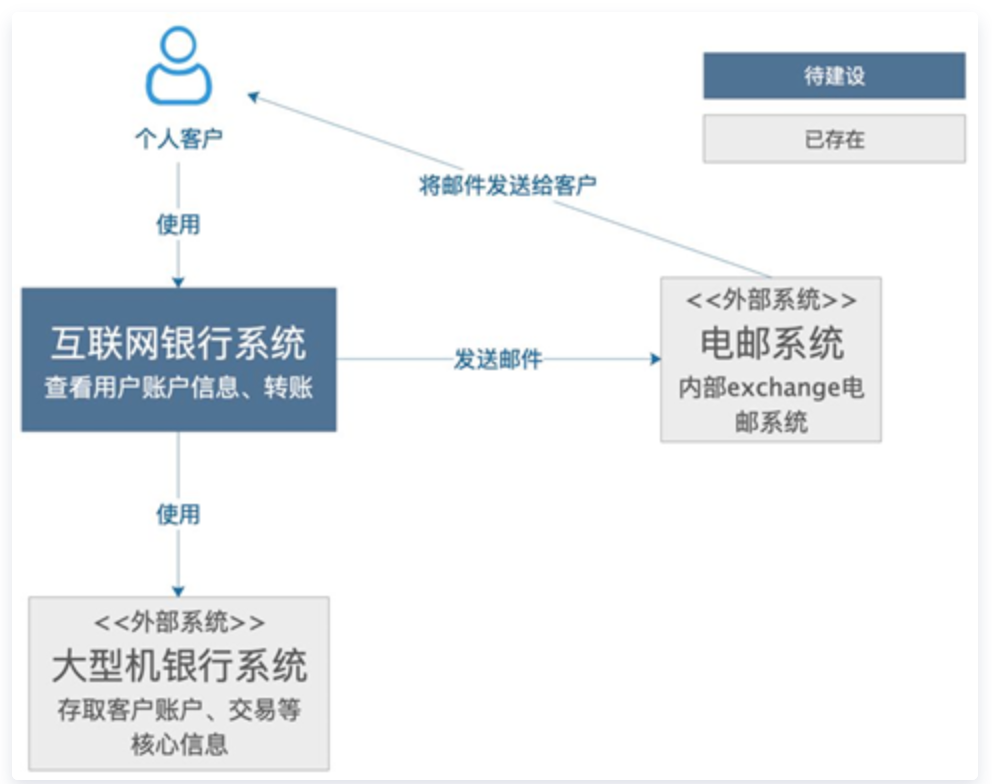 待建设
已存在
个人客户
将邮件发送给客户
使用
互联网银行系统
查看用户账户信息、转账
发送邮件
<<外部系统>>
电邮系统
内部exchange电
邮系统
使用
<<外部系统>>
大型机银行系统
存取客户账户、交易等
核心信息